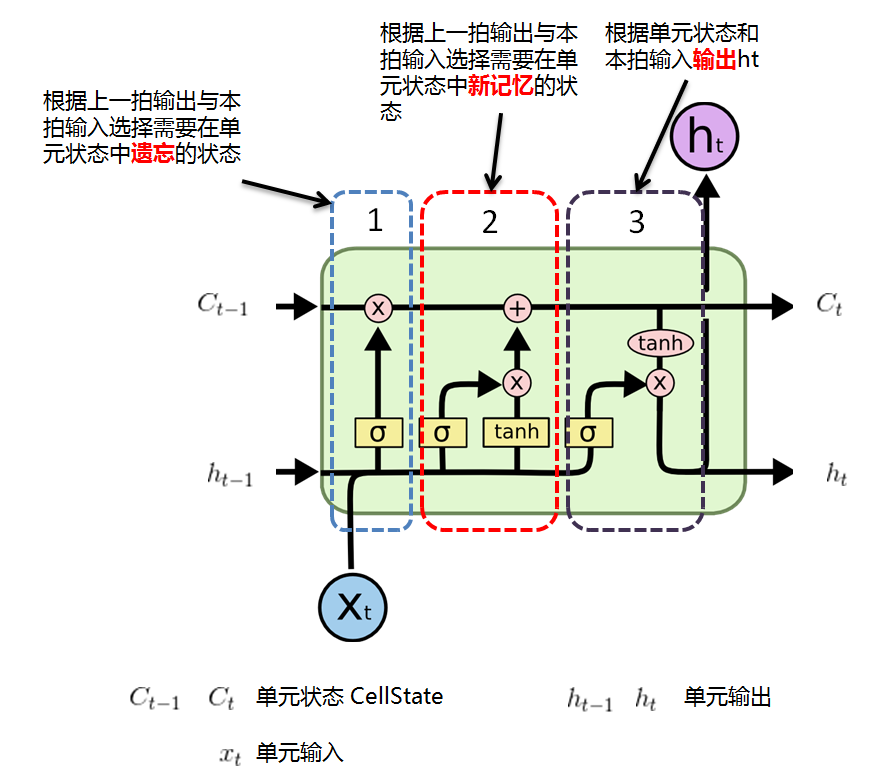 根据上一拍输出与本
拍输入选择需要在单
元状态中新记忆的状
态
根据单元状态和
本拍输入输出ht
根据上一拍输出与本
拍输入选择需要在单
元状态中遗忘的状态
ht
1 2 3
Ct−1 x + Ct
tanh
x x
σ σ tanh σ
ht−1 ht
xt
Ct−1 Ct 单元状态 CellState ht−1 ht 单元输出
xt 单元输入